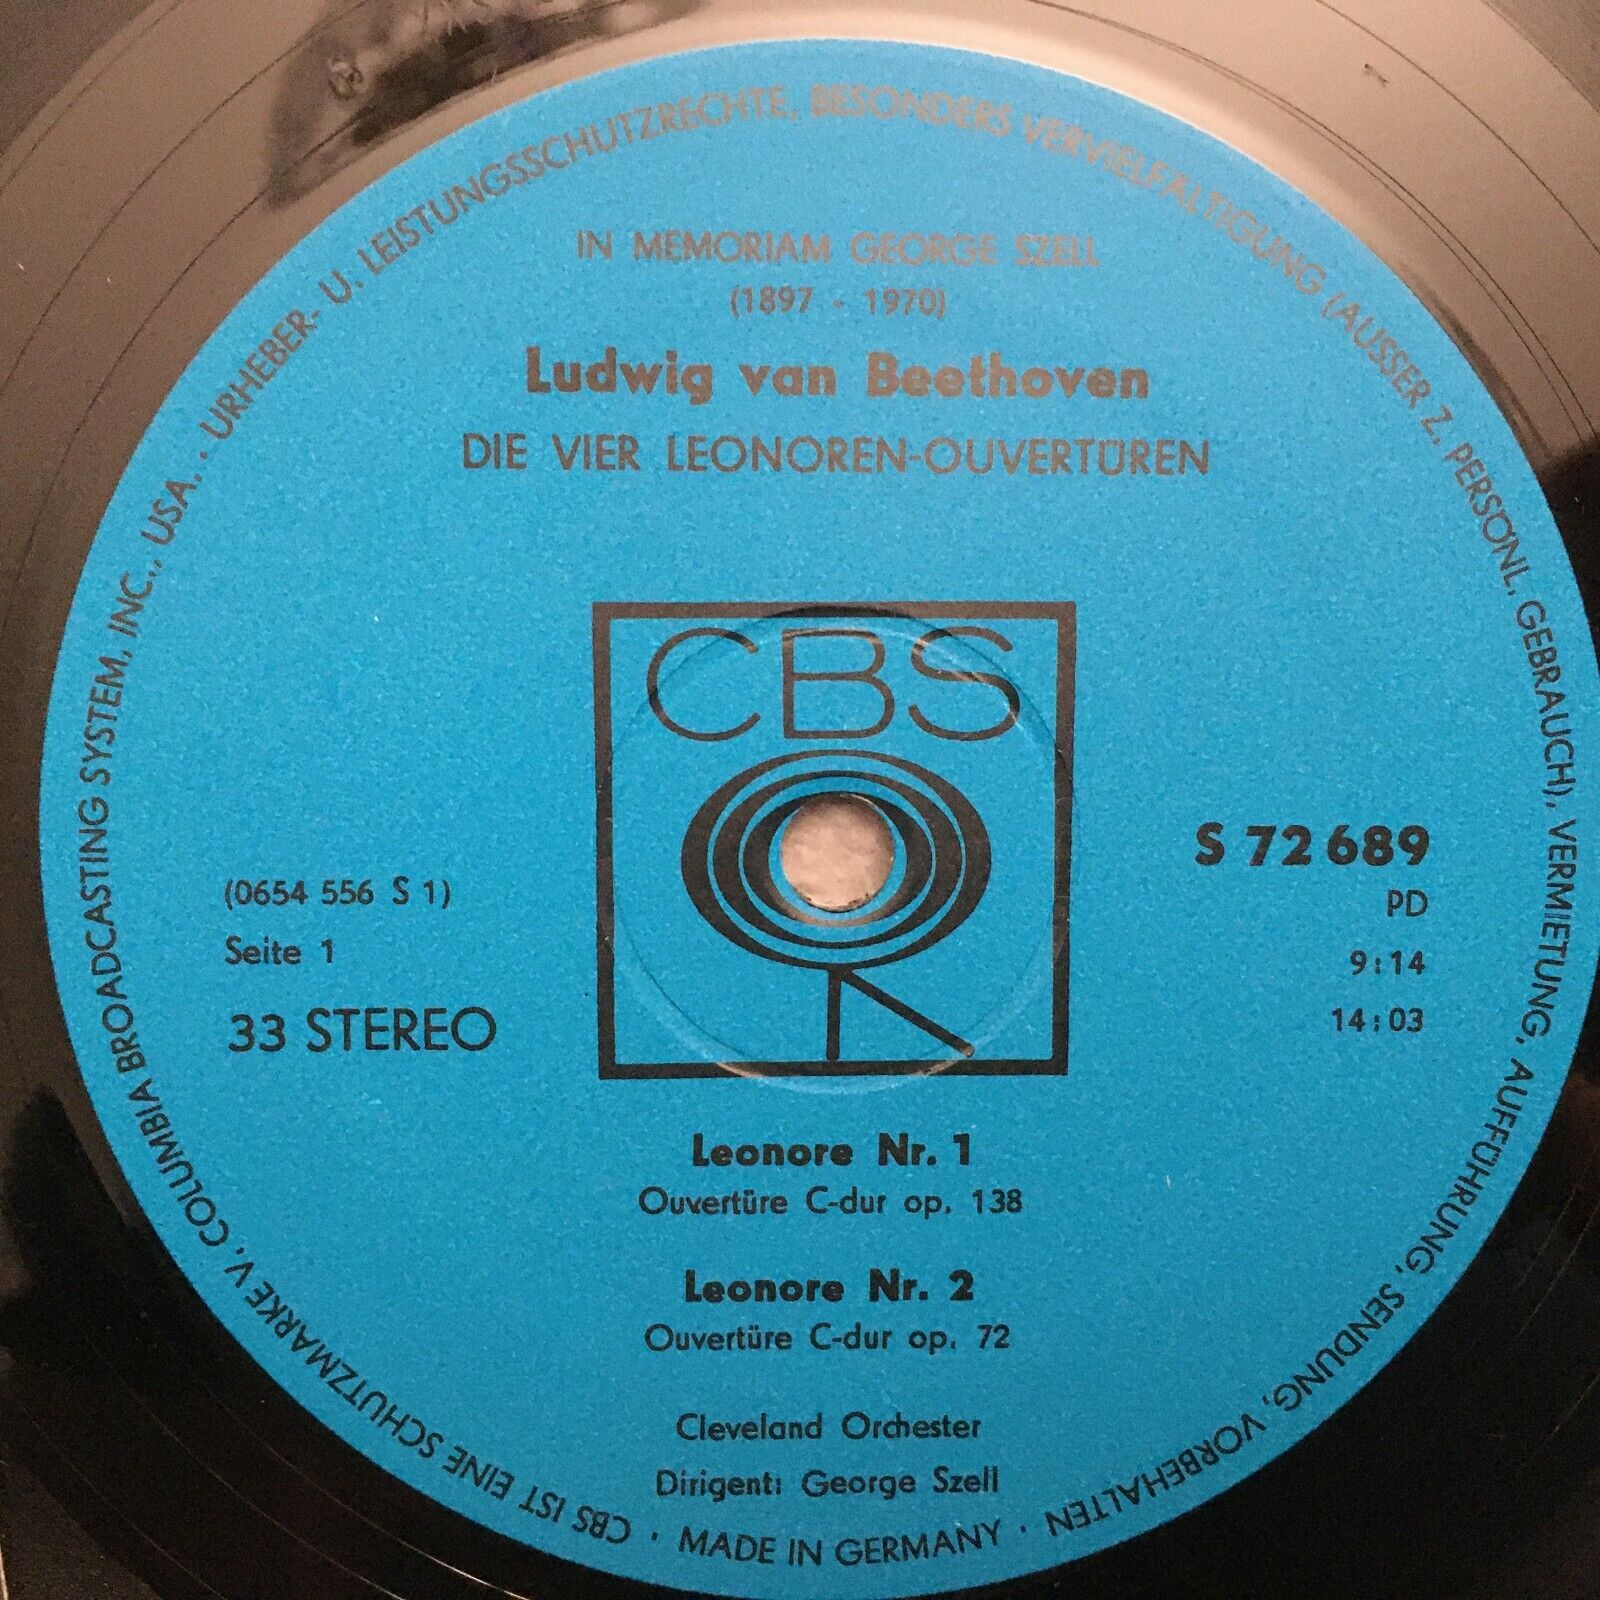 IN MEMORIAM GEORGE SZELL
(1897 - 1970)
Ludwig van Beethoven
DIE VIER LEONOREN-OUVERTÜREN
CBS
(0654 556 S 1)
Seite 1
33 STEREO
S 72 689
PD
9:14
14:03
Leonore Nr. 1
Ouvertüre C-dur op. 138
Leonore Nr. 2
Ouvertüre C-dur op. 72
Cleveland Orchester
Dirigent: George Szell
CBS IST EINE SCHUTZMARKE V. COLUMBIA BROADCASTING SYSTEM, INC., USA. . URHEBER- U. LEISTUNGSSCHUTZRECHTE, BESONDERS VERVIELFÄLTIGUNG (AUSSER Z. PERSÖNL. GEBRAUCH), VERMIETUNG, AUFFÜHRUNG, SENDUNG, VORBEHALTEN · MADE IN GERMANY ·